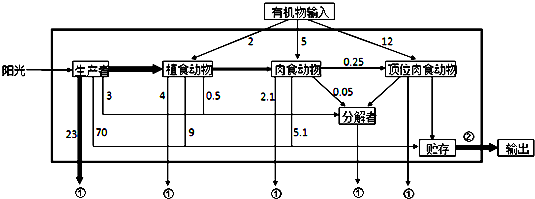 有机物输入
2 5 12
阳光 生产者 植食动物 肉食动物 0.25 顶位肉食动物
3 4 0.5 2.1 0.05
分解者
23 70 9 5.1 ②
贮存 输出
① ① ① ① ①